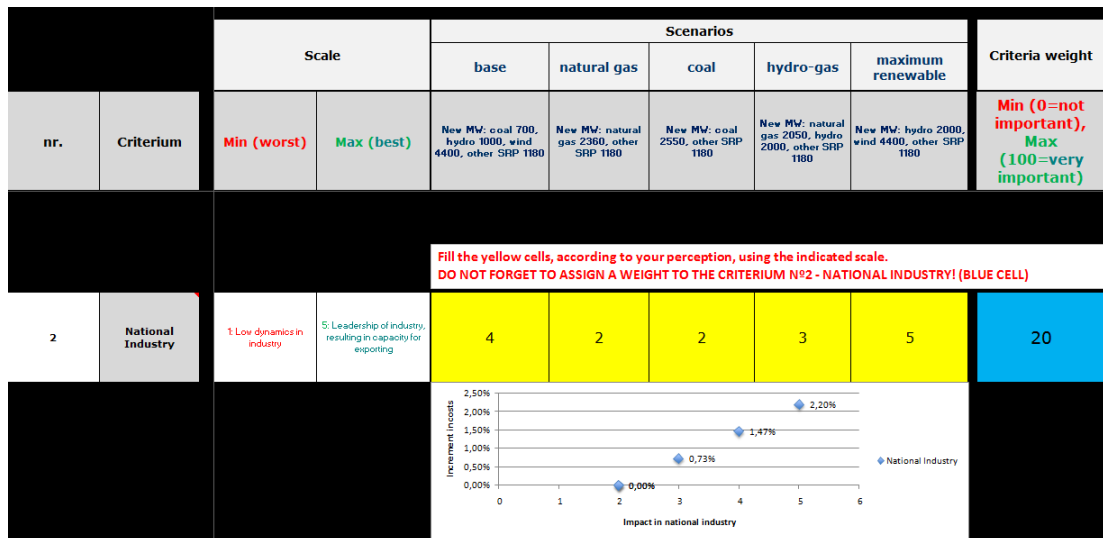 Scale
Scenarios
Criteria weight
base
natural gas
coal
hydro-gas
maximum
renewable
nr.
Criterium
Min (worst)
Max (best)
New MW: coal 700,
hydro 1000, wind
4400, other SRP 1180
New MW: natural
gas 2360, other
SRP 1180
New MW: coal
2550, other SRP
1180
New MW: natural
gas 2050, hydro
2000, other SRP
1180
New MW: hydro 2000,
wind 4400, other SRP
1180
Min (0=not
important),
Max
(100=very
important)
Fill the yellow cells, according to your perception, using the indicated scale.
DO NOT FORGET TO ASSIGN A WEIGHT TO THE CRITERIUM Nº2 - NATIONAL INDUSTRY! (BLUE CELL)
2
National
Industry
1: Low dynamics in
industry
5: Leadership of industry,
resulting in capacity for
exporting
4
2
2
3
5
20
Increment in costs
2,50%
2,00%
1,50%
1,00%
0,50%
0,00%
2,20%
1,47%
0,73%
0,00%
National Industry
0 1 2 3 4 5 6
Impact in national industry